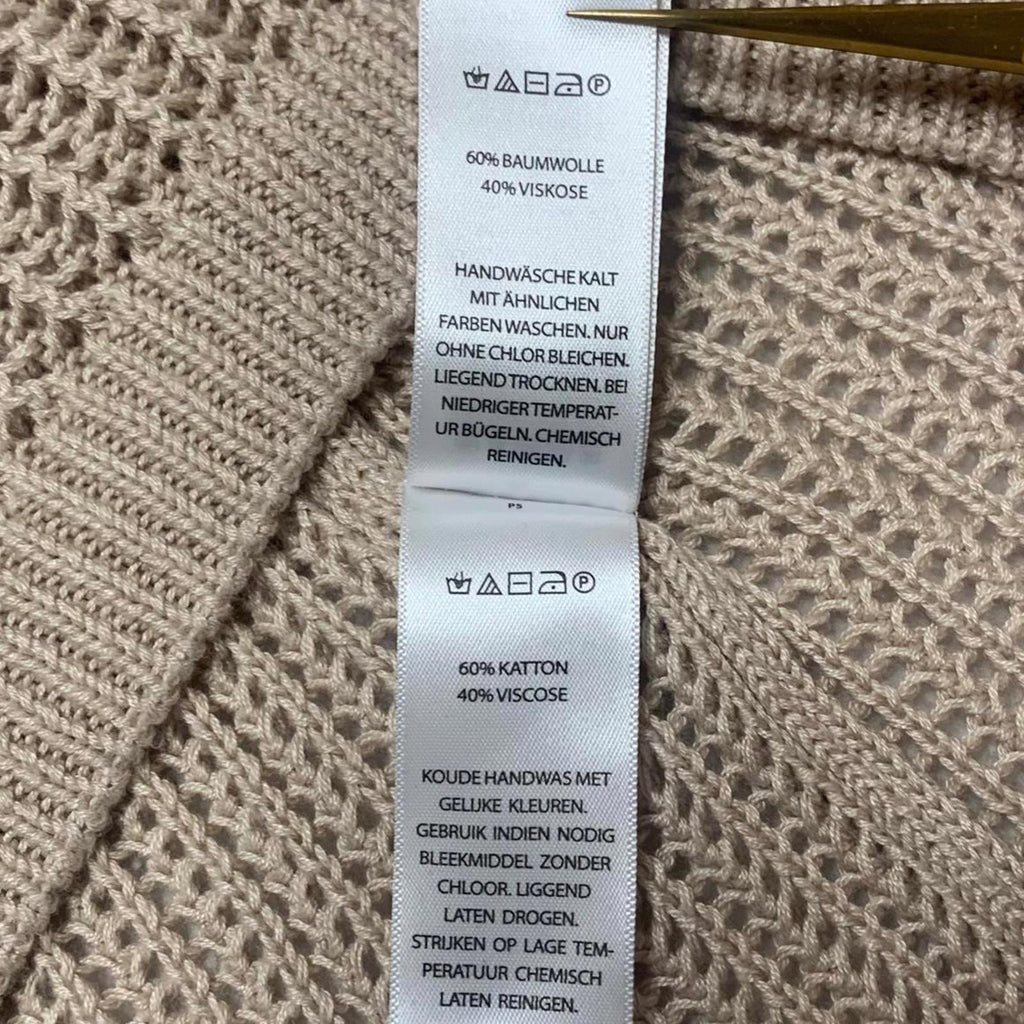 P
60% BAUMWOLLE
40% VISKOSE
HANDWÄSCHE KALT
MIT ÄHNLICHEN
FARBEN WASCHEN. NUR
OHNE CHLOR BLEICHEN.
LIEGEND TROCKNEN. BEI
NIEDRIGER TEMPERAT-
UR BÜGELN. CHEMISCH
REINIGEN.
PS
P
60% KATTON
40% VISCOSE
KOUDE HANDWAS MET
GELIJKE KLEUREN.
GEBRUIK INDIEN NODIG
BLEEKMIDDEL ZONDER
CHLOOR. LIGGEND
LATEN DROGEN.
STRIJKEN OP LAGE TEM-
PERATUUR CHEMISCH
LATEN REINIGEN.